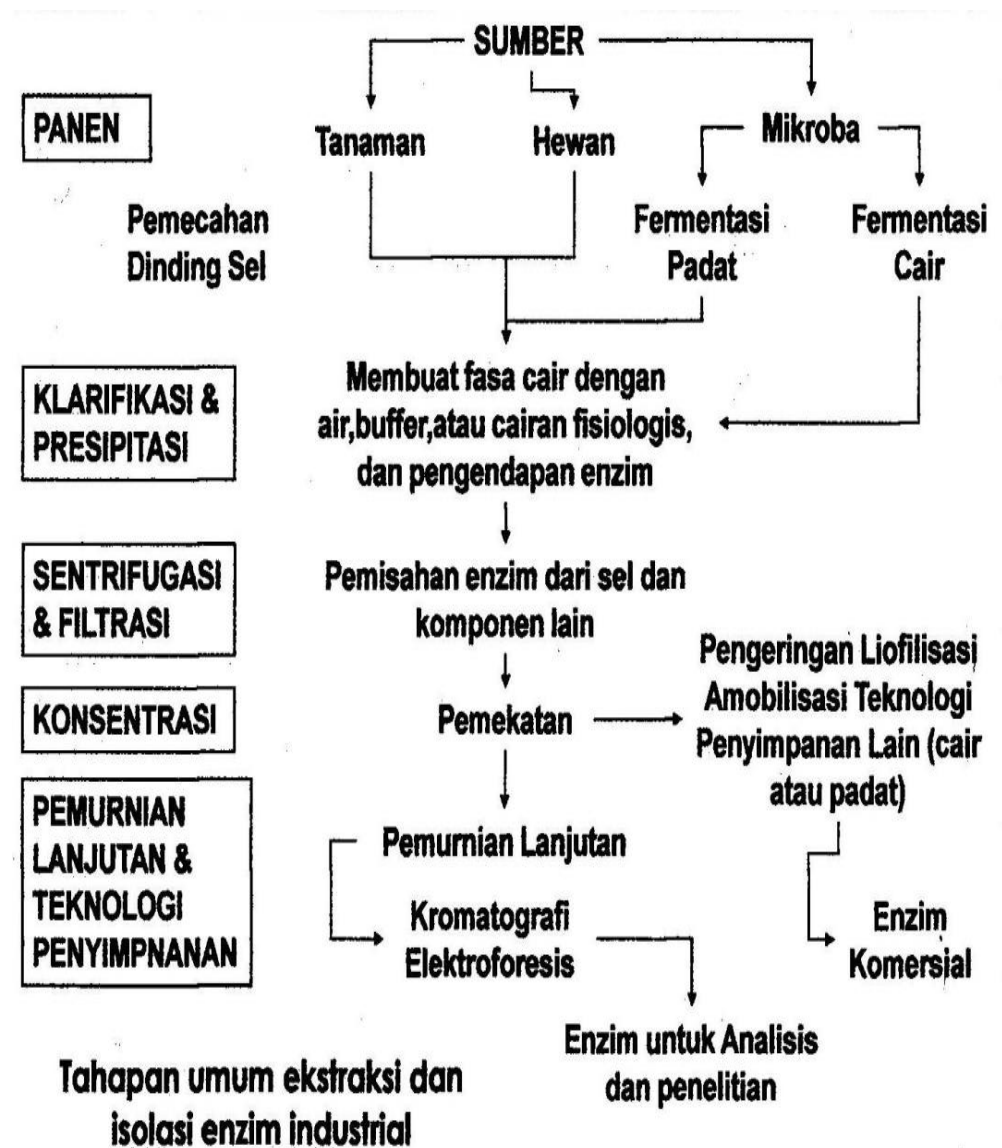 SUMBER
PANEN
Tanaman
Hewan
Mikroba
Pemecahan
Dinding Sel
Fermentasi
Padat
Fermentasi
Cair
KLARIFIKASI &
PRESIPITASI
Membuat fasa cair dengan
air,buffer,atau cairan fisiologis,
dan pengendapan enzim
SENTRIFUGASI
& FILTRASI
Pemisahan enzim dari sel dan
komponen lain
KONSENTRASI
Pemekatan
Pengeringan Liofilisasi
Amobilisasi Teknologi
Penyimpanan Lain (cair
atau padat)
PEMURNIAN
LANJUTAN &
TEKNOLOGI
PENYIMPNANAN
Pemurnian Lanjutan
Kromatografi
Elektroforesis
Enzim
Komersial
Enzim untuk Analisis
dan penelitian
Tahapan umum ekstraksi dan
isolasi enzim industrial